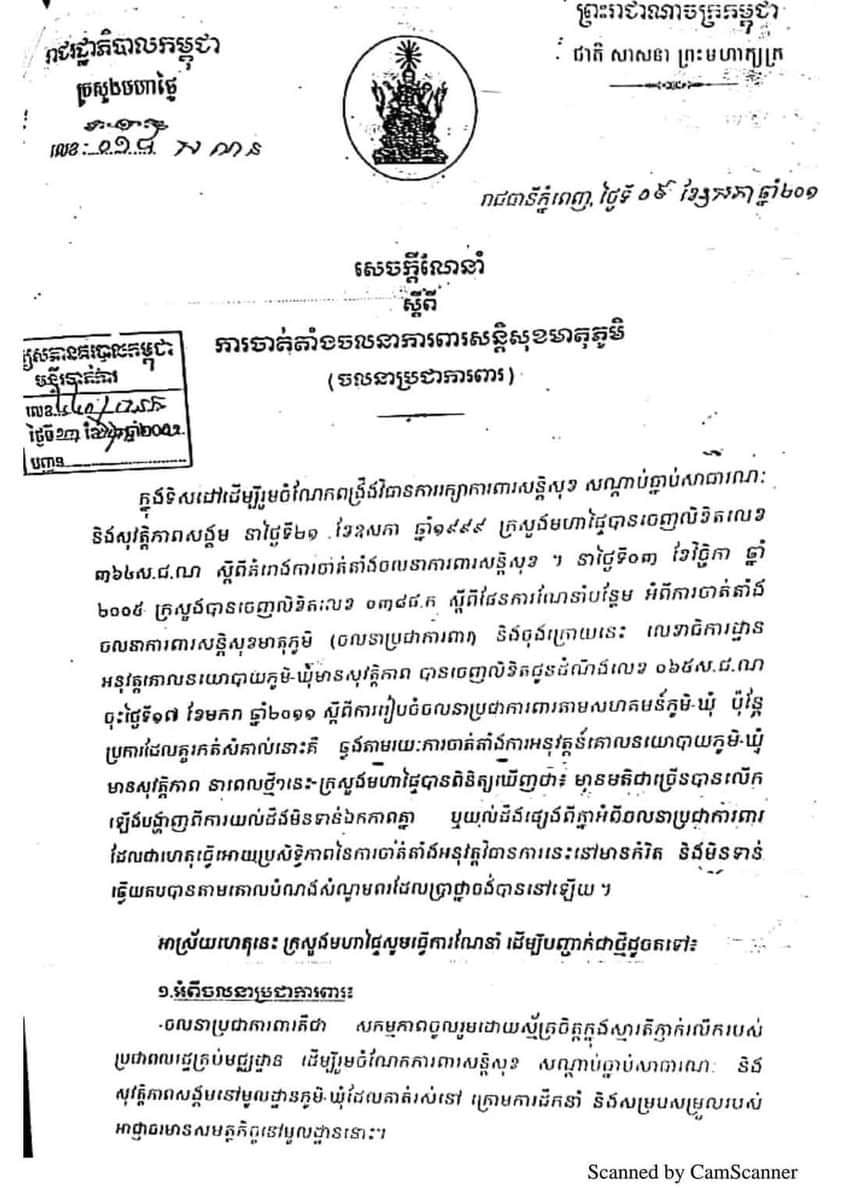 ព្រះរាជាណាចក្រកម្ពុជា
ជាតិ សាសនា ព្រះមហាក្សត្រ
រាជរដ្ឋាភិបាលកម្ពុជា
ក្រសួងមហាផ្ទៃ
លេខ: ០១៨ ស ណ ន
រាជធានីភ្នំពេញ, ថ្ងៃទី ០៩ ខែឧសភា ឆ្នាំ២០១
សេចក្តីណែនាំ
ស្តីពី
ការចាត់តាំងចលនាការពារសន្តិសុខមាតុភូមិ
(ចលនាប្រជាការពារ)
នគរបាលកម្ពុជា
លេខ
ថ្ងៃទី
បញ្ជូន
ក្នុងទិសដៅដើម្បីរួមចំណែកពង្រឹងវិធានការរក្សាការពារសន្តិសុខ សណ្តាប់ធ្នាប់សាធារណៈ
និងសុវត្ថិភាពសង្គម នាថ្ងៃទី២១ ខែឧសភា ឆ្នាំ១៩៩៩ ក្រសួងមហាផ្ទៃបានចេញលិខិតលេខ
៣៦៤ស.ជ.ណ ស្តីពីគំរោងការចាត់តាំងចលនាការពារសន្តិសុខ ។ នាថ្ងៃទី០៣ ខែវិច្ឆិកា ឆ្នាំ
២០០៥ ក្រសួងបានចេញលិខិតលេខ ០៣៨ជ.ក ស្តីពីផែនការណែនាំបន្ថែម អំពីការចាត់តាំង
ចលនាការពារសន្តិសុខមាតុភូមិ (ចលនាប្រជាការពារ) និងចុងក្រោយនេះ លេខាធិការដ្ឋាន
អនុវត្តគោលនយោបាយភូមិ-ឃុំមានសុវត្ថិភាព បានចេញលិខិតជូនដំណឹងលេខ ០៦៥ស.ជ.ណ
ចុះថ្ងៃទី១៧ ខែមករា ឆ្នាំ២០១១ ស្តីពីការរៀបចំចលនាប្រជាការពារតាមសហគមន៍ភូមិ-ឃុំ ប៉ុន្តែ
ប្រការដែលគួរកត់សំគាល់នោះគឺ ឆ្លងតាមរយៈការចាត់តាំងការអនុវត្តន៍គោលនយោបាយភូមិ-ឃុំ
មានសុវត្ថិភាព នាពេលថ្មីៗនេះ ក្រសួងមហាផ្ទៃបានពិនិត្យឃើញថា៖ មានមតិជាច្រើនបានលើក
ឡើងបង្ហាញពីការយល់ដឹងមិនទាន់ឯកភាពគ្នា ឬយល់ដឹងផ្សេងពីគ្នាអំពីចលនាប្រជាការពារ
ដែលជាហេតុធ្វើអោយប្រសិទ្ធិភាពនៃការចាត់តាំងអនុវត្តវិធានការនេះនៅមានកំរិត និងមិនទាន់
ឆ្លើយតបបានតាមគោលបំណងសំណូមពរដែលប្រាថ្នាចង់បាននៅឡើយ ។
អាស្រ័យហេតុនេះ ក្រសួងមហាផ្ទៃសូមធ្វើការណែនាំ ដើម្បីបញ្ជាក់ជាថ្មីដូចតទៅ៖
១.អំពីចលនាប្រជាការពារ៖
-ចលនាប្រជាការពារគឺជា សកម្មភាពចូលរួមដោយស្ម័គ្រចិត្តក្នុងស្មារតីភ្ញាក់រលឹករបស់
ប្រជាពលរដ្ឋគ្រប់មជ្ឈដ្ឋាន ដើម្បីរួមចំណែកការពារសន្តិសុខ សណ្តាប់ធ្នាប់សាធារណៈ និង
សុវត្ថិភាពសង្គមនៅមូលដ្ឋានភូមិ-ឃុំដែលគាត់រស់នៅ ក្រោមការដឹកនាំ និងសម្របសម្រួលរបស់
អាជ្ញាធរមានសមត្ថកិច្ចនៅមូលដ្ឋាននោះ។
Scanned by CamScanner